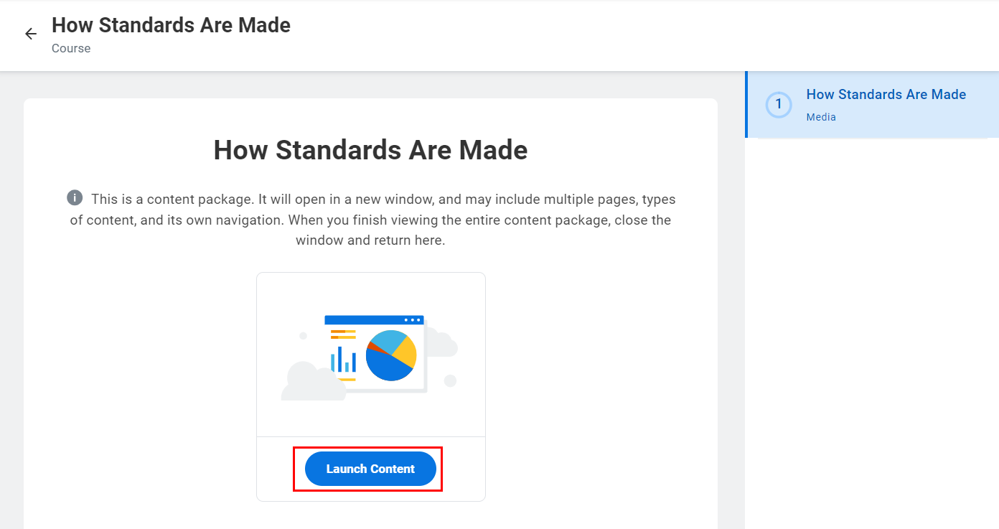 How Standards Are Made
Course
1
How Standards Are Made
Media
How Standards Are Made
i
This is a content package. It will open in a new window, and may include multiple pages, types
of content, and its own navigation. When you finish viewing the entire content package, close the
window and return here.
Launch Content